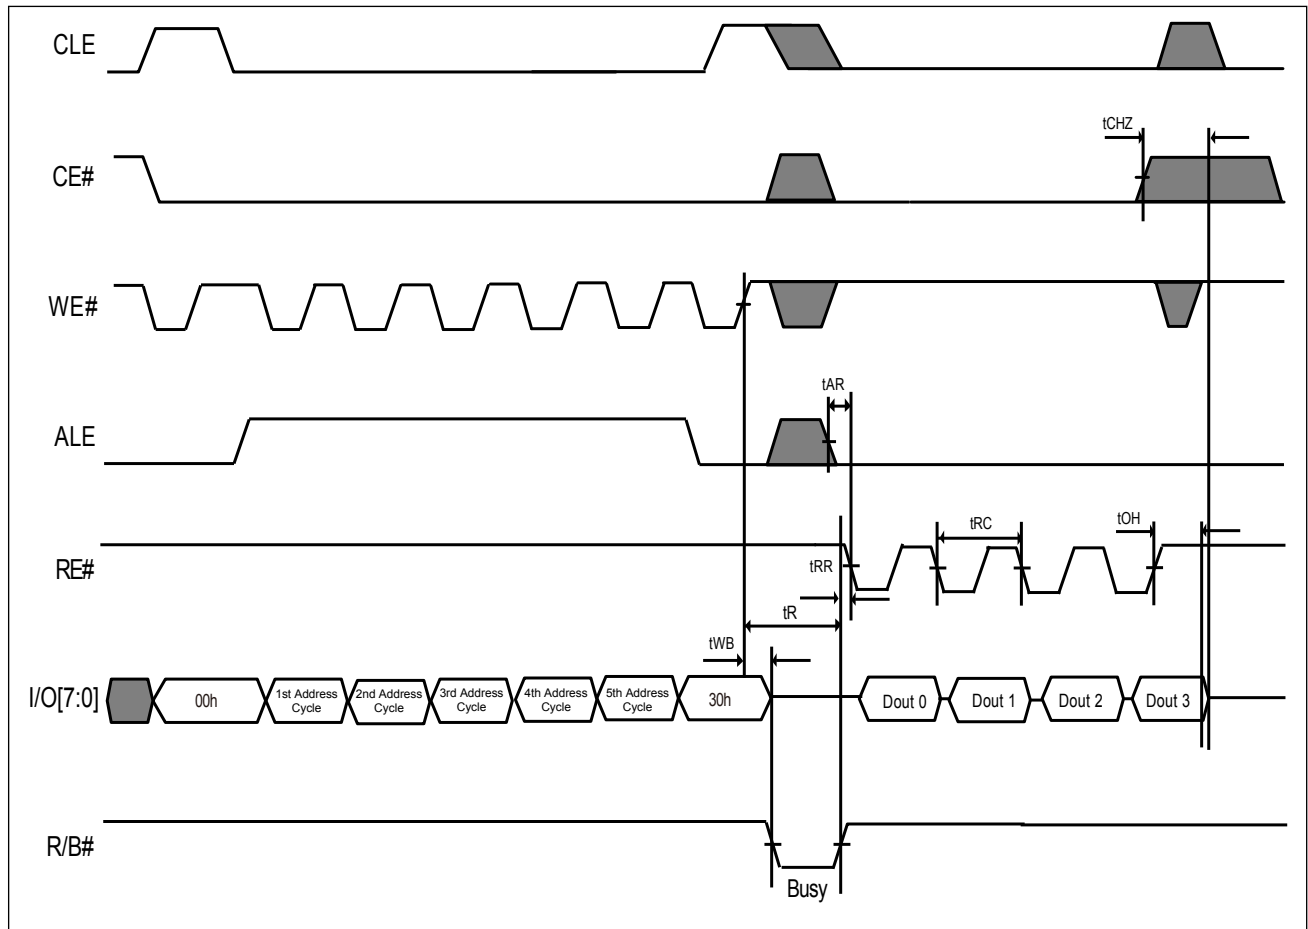 CLE
tCHZ
CE#
WE#
tAR
ALE
tRC
tOH
RE#
tRR
tR
tWB
I/O[7:0]
00h
1st Address
Cycle
2nd Address
Cycle
3rd Address
Cycle
4th Address
Cycle
5th Address
Cycle
30h
Dout 0
Dout 1
Dout 2
Dout 3
R/B#
Busy